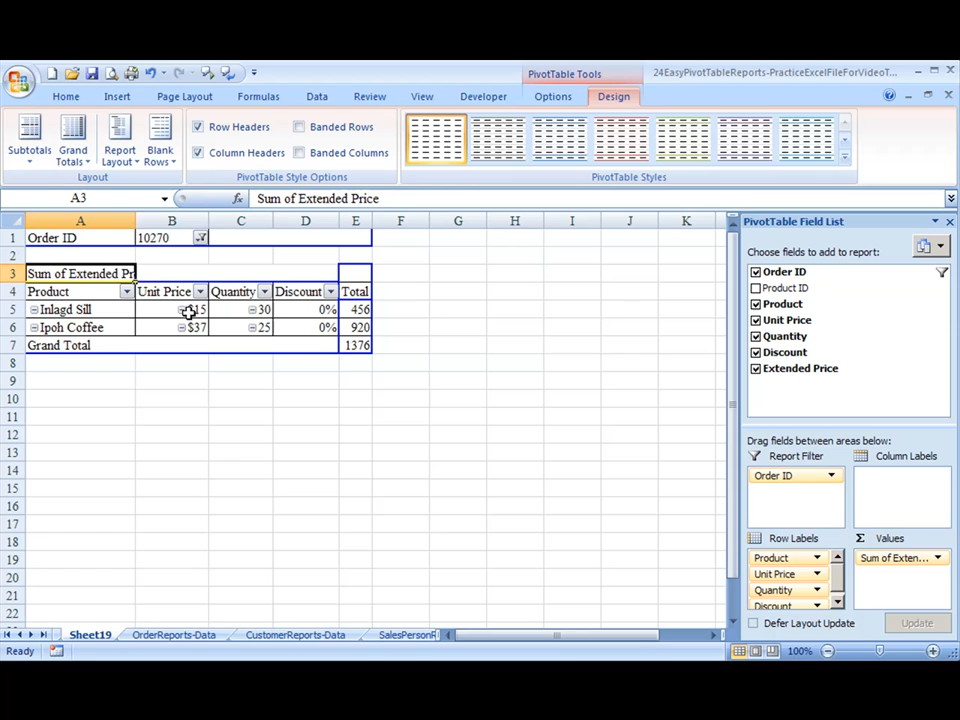 PivotTable Tools
24EasyPivotTableReports-PracticeExcelFileForVideoT...
Home Insert Page Layout Formulas Data Review View Developer Options Design
Subtotals Grand Totals Report Layout Blank Rows
Row Headers Banded Rows
Column Headers Banded Columns
Layout PivotTable Style Options PivotTable Styles
A3 fx Sum of Extended Price
A B C D E F G H I J K
1 Order ID 10270
2
3 Sum of Extended Pr
4 Product Unit Price Quantity Discount Total
5 Inlagd Sill 15 30 0% 456
6 Ipoh Coffee $37 25 0% 920
7 Grand Total 1376
8
9
10
11
12
13
14
15
16
17
18
19
20
21
22
PivotTable Field List
Choose fields to add to report:
Order ID
Product ID
Product
Unit Price
Quantity
Discount
Extended Price
Drag fields between areas below:
Report Filter Column Labels
Order ID
Row Labels Σ Values
Product Sum of Exten...
Unit Price
Quantity
Discount
Defer Layout Update Update
Sheet19 OrderReports-Data CustomerReports-Data SalesPersonR
Ready 100%